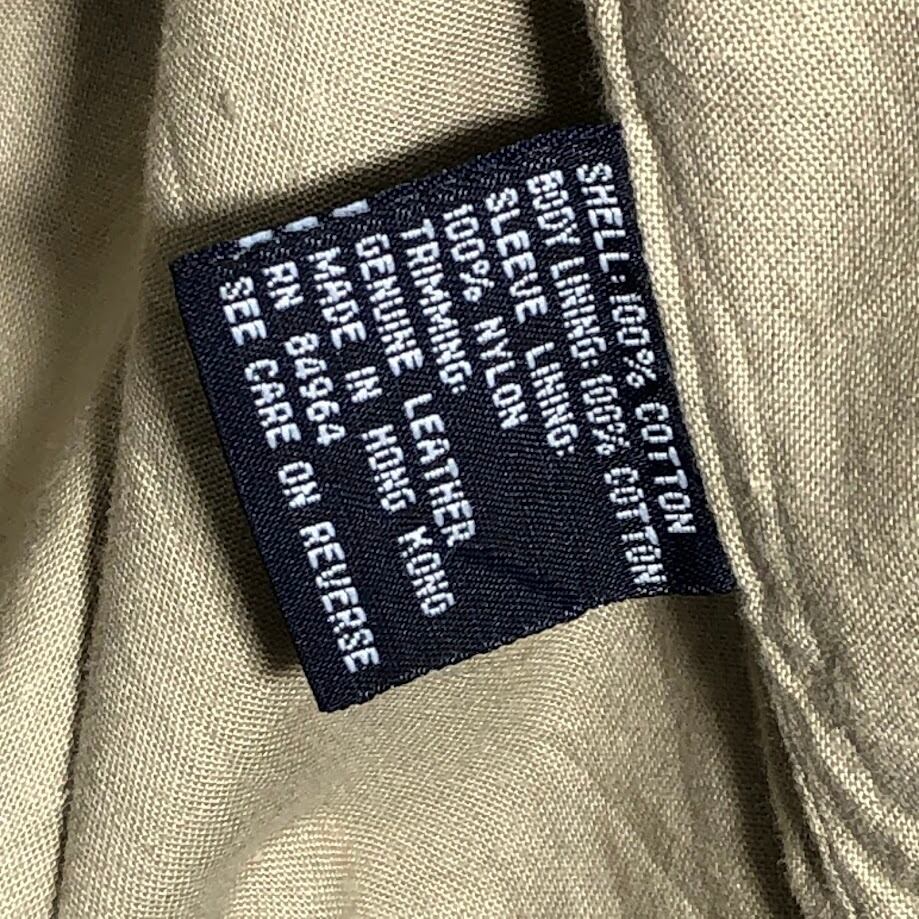 SHELL: 100% COTTON
BODY LINING: 100% COTTON
SLEEVE LINING:
100% NYLON
TRIMMING:
GENUINE LEATHER
MADE IN HONG KONG
RN 84964
SEE CARE ON REVERSE